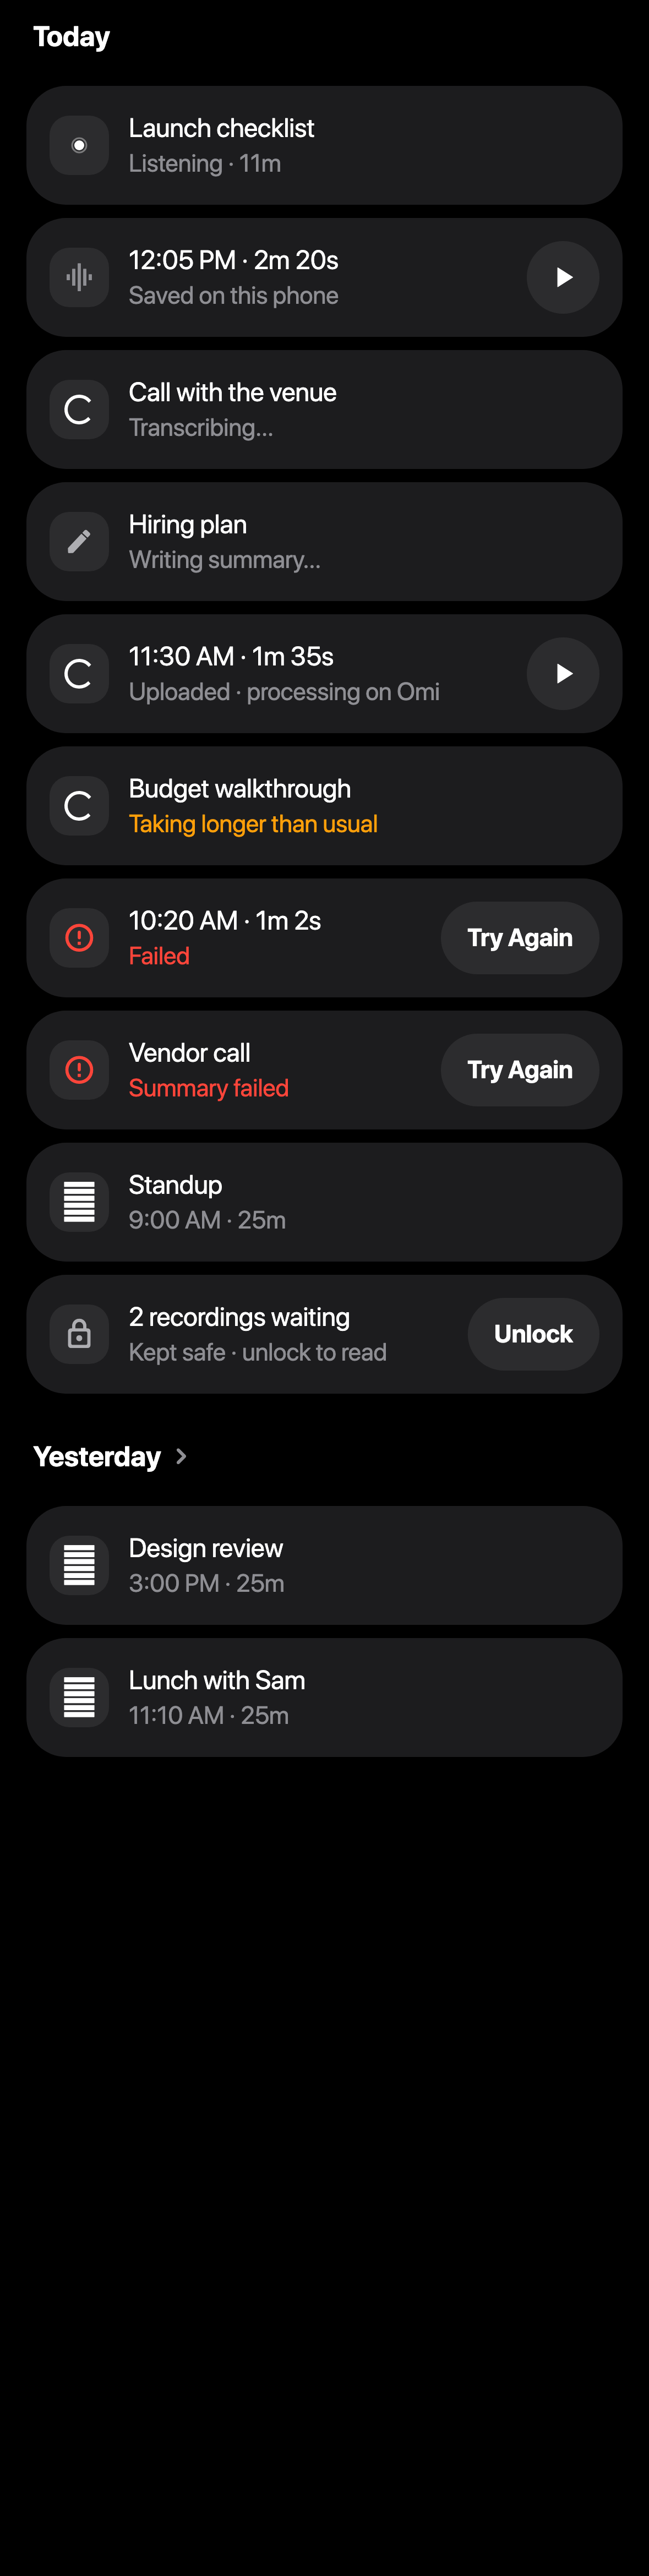 Today
Launch checklist
Listening · 11m
12:05 PM · 2m 20s
Saved on this phone
Call with the venue
Transcribing...
Hiring plan
Writing summary...
11:30 AM · 1m 35s
Uploaded · processing on Omi
Budget walkthrough
Taking longer than usual
10:20 AM · 1m 2s
Failed
Try Again
Vendor call
Summary failed
Try Again
Standup
9:00 AM · 25m
2 recordings waiting
Kept safe · unlock to read
Unlock
Yesterday
Design review
3:00 PM · 25m
Lunch with Sam
11:10 AM · 25m